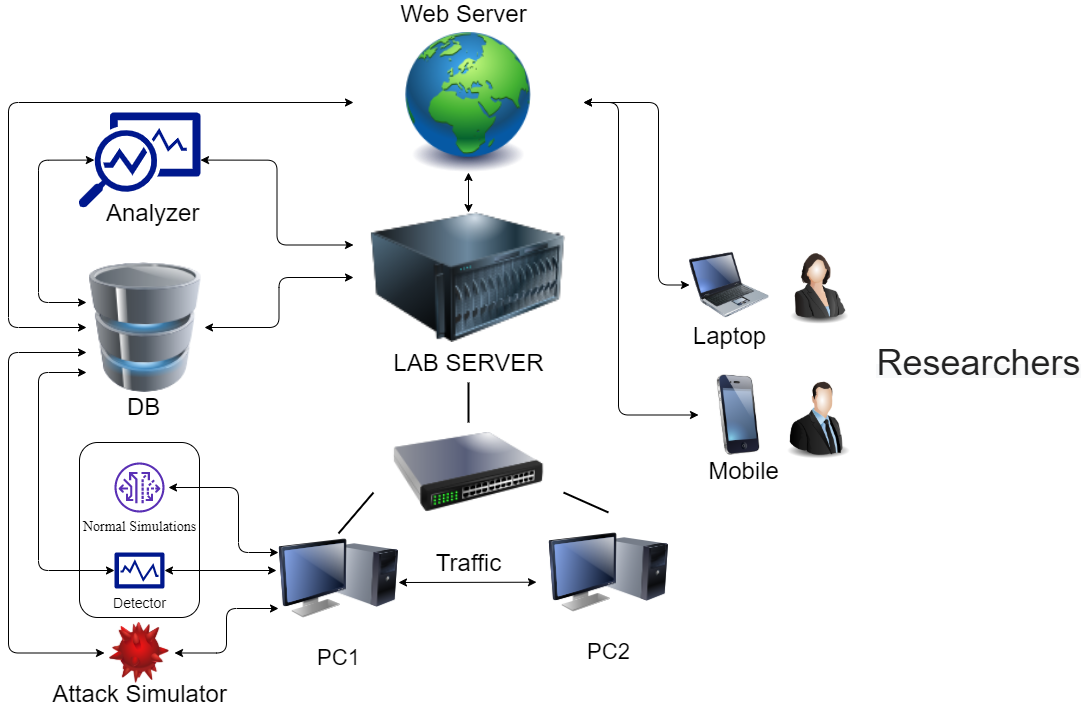 Web Server
Analyzer
Laptop
LAB SERVER
Researchers
DB
Mobile
Normal Simulations
Traffic
Detector
PC1
PC2
Attack Simulator